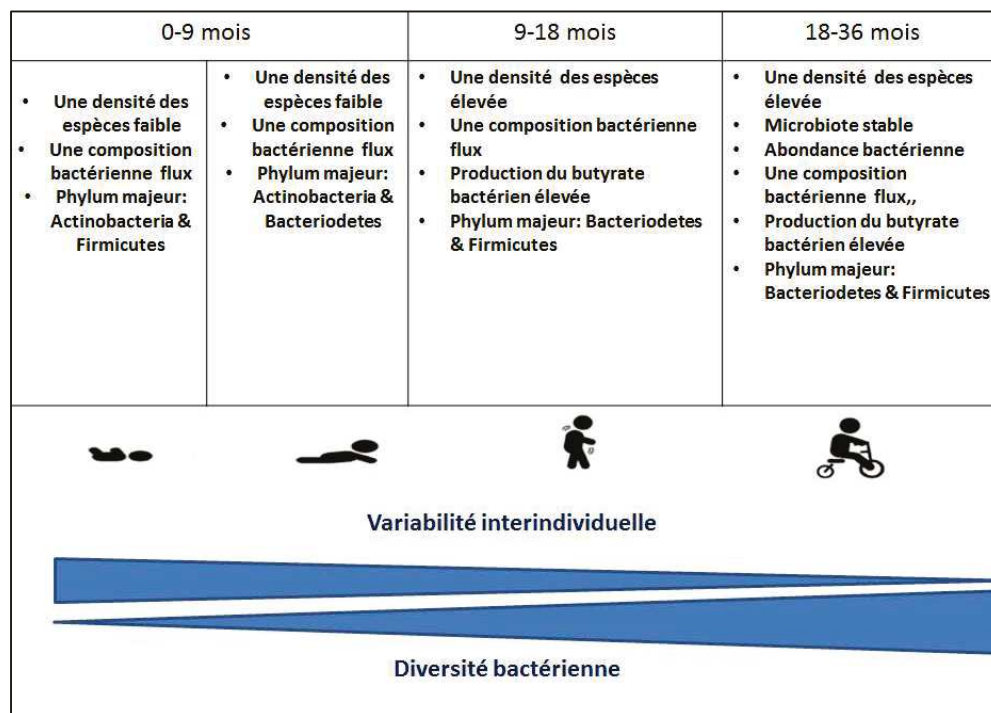 0-9 mois
9-18 mois
18-36 mois
• Une densité des
espèces faible
• Une composition
bactérienne flux
• Phylum majeur:
Actinobacteria &
Firmicutes
• Une densité des
espèces faible
• Une composition
bactérienne flux
• Phylum majeur:
Actinobacteria &
Bacteriodetes
• Une densité des espèces
élevée
• Une composition bactérienne
flux
• Production du butyrate
bactérien élevée
• Phylum majeur: Bacteriodetes
& Firmicutes
• Une densité des espèces
élevée
• Microbiote stable
• Abondance bactérienne
• Une composition
bactérienne flux,,
• Production du butyrate
bactérien élevée
• Phylum majeur:
Bacteriodetes & Firmicutes
Variabilité interindividuelle
Diversité bactérienne